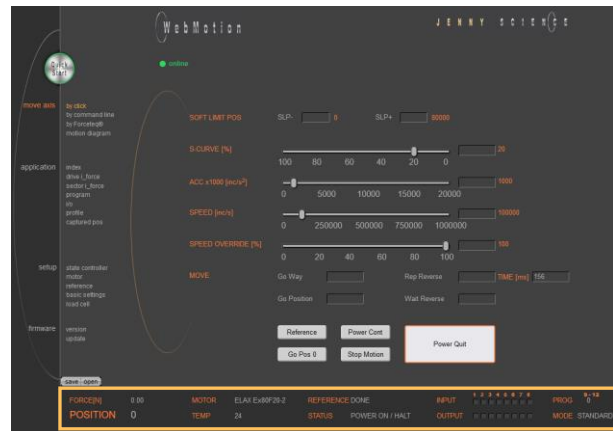 WebMotion
JENNY SCIENCE
Quick Start
online
move axis
by click
by command line
by Forceteq®
motion diagram
SOFT LIMIT POS SLP- 0 SLP+ 80000
S-CURVE [%] 20
100 80 60 40 20 0
application
index
drive i_force
sector i_force
program
profile
captured pos
ACC x1000 [inc/s²] 1000
0 5000 10000 15000 20000
SPEED [inc/s] 100000
0 250000 500000 750000 1000000
SPEED OVERRIDE [%] 100
0 20 40 60 80 100
setup
state controller
motor
reference
basic settings
load cell
MOVE Go Way Rep Reverse TIME [ms] 156
Go Position Wait Reverse
firmware
version
update
Reference Power Cont Power Quit
Go Pos 0 Stop Motion
save open
FORCE[N] 0.00 MOTOR ELAX Ex80F20-2 REFERENCE DONE INPUT 1 2 3 4 5 6 7 8 PROG 0
POSITION 0 TEMP 24 STATUS POWER ON / HALT OUTPUT MODE STANDARD